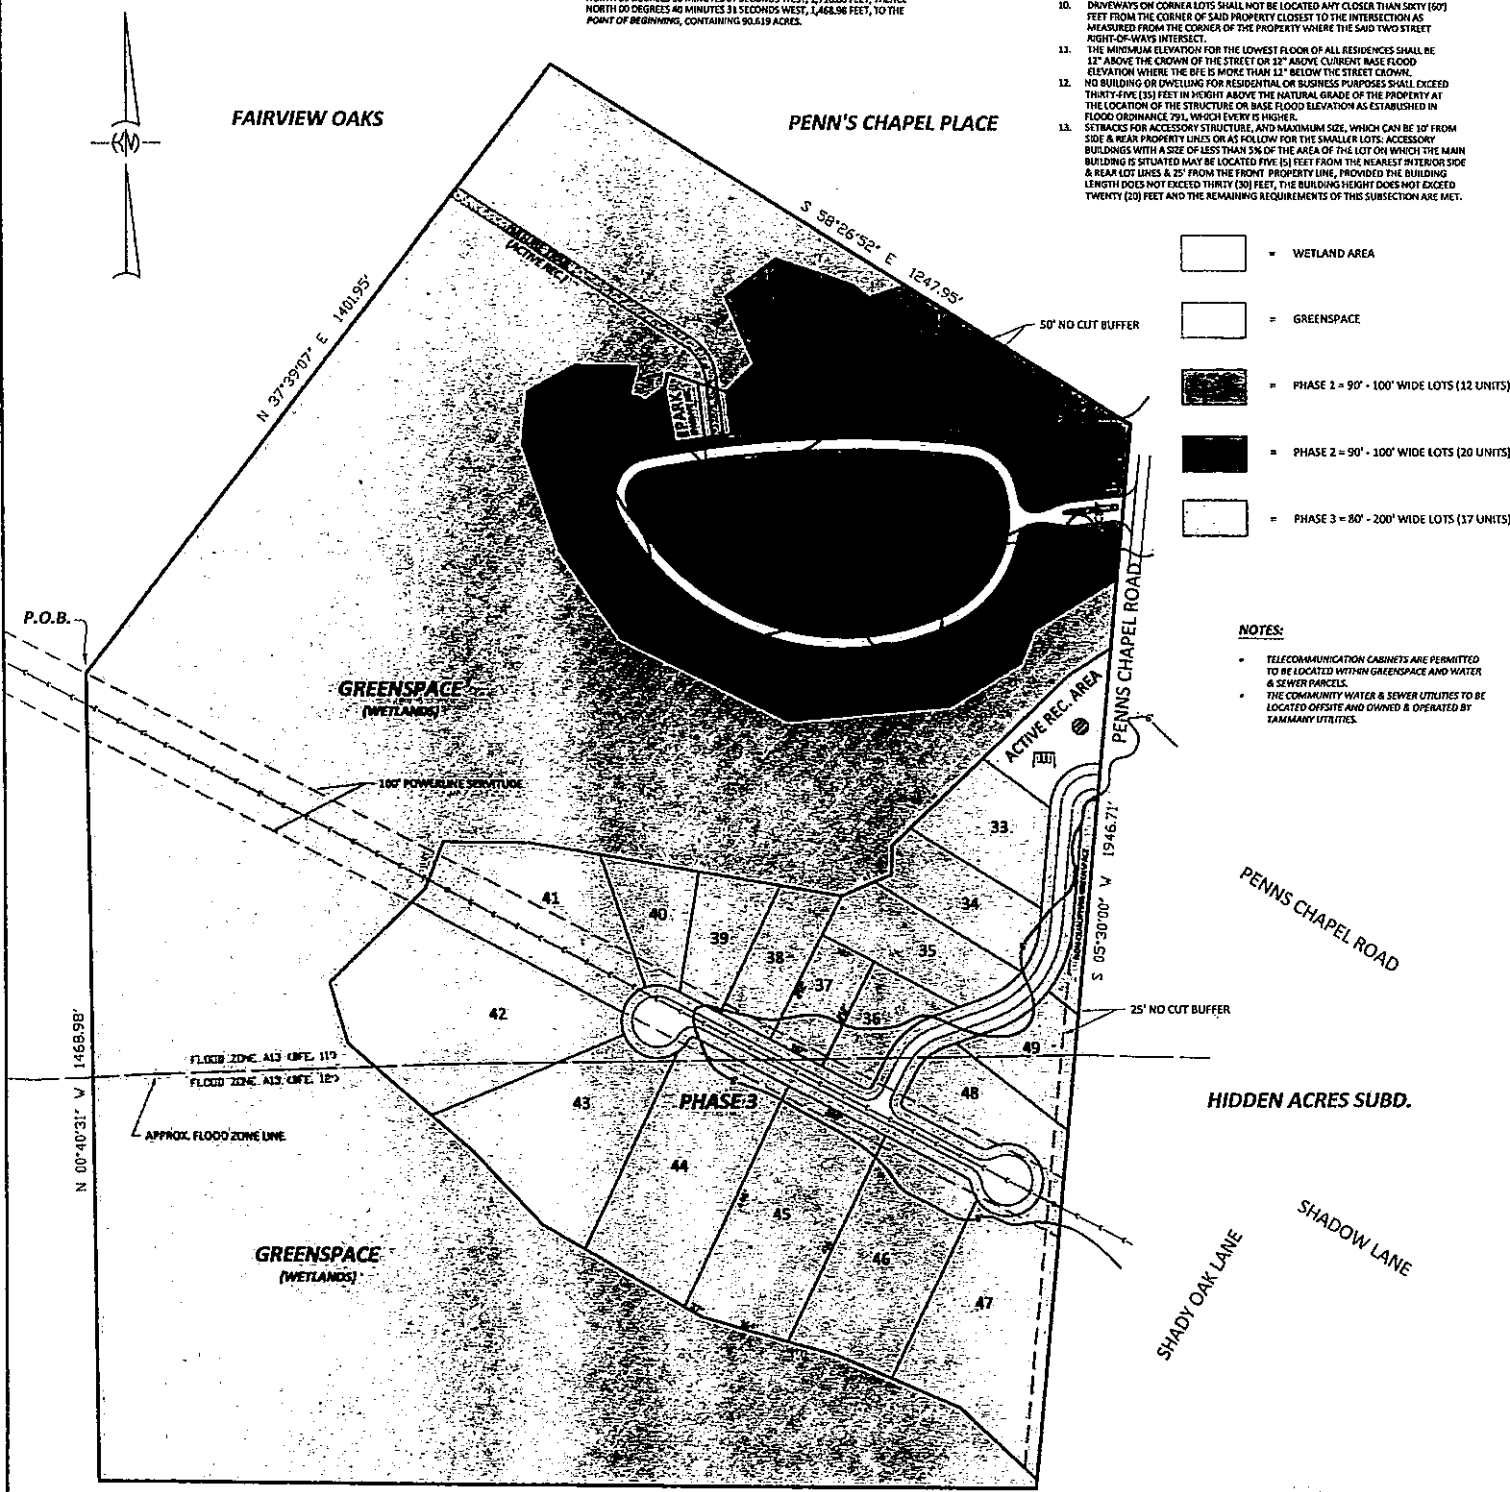 NORTH 00 DEGREES 40 MINUTES 31 SECONDS WEST, 1,468.98 FEET, TO THE
POINT OF BEGINNING, CONTAINING 90.619 ACRES.
10. DRIVEWAYS ON CORNER LOTS SHALL NOT BE LOCATED ANY CLOSER THAN SIXTY (60')
FEET FROM THE CORNER OF SAID PROPERTY CLOSEST TO THE INTERSECTION AS
MEASURED FROM THE CORNER OF THE PROPERTY WHERE THE SAID TWO STREET
RIGHT-OF-WAYS INTERSECT.
11. THE MINIMUM ELEVATION FOR THE LOWEST FLOOR OF ALL RESIDENCES SHALL BE
12" ABOVE THE CROWN OF THE STREET OR 12" ABOVE CURRENT BASE FLOOD
ELEVATION WHERE THE BFE IS MORE THAN 12" BELOW THE STREET CROWN.
12. NO BUILDING OR DWELLING FOR RESIDENTIAL OR BUSINESS PURPOSES SHALL EXCEED
THIRTY-FIVE (35) FEET IN HEIGHT ABOVE THE NATURAL GRADE OF THE PROPERTY AT
THE LOCATION OF THE STRUCTURE OR BASE FLOOD ELEVATION AS ESTABLISHED IN
FLOOD ORDINANCE 791, WHICH EVERY IS HIGHER.
13. SETBACKS FOR ACCESSORY STRUCTURE, AND MAXIMUM SIZE, WHICH CAN BE 10' FROM
SIDE & REAR PROPERTY LINES OR AS FOLLOW FOR THE SMALLER LOTS: ACCESSORY
BUILDINGS WITH A SIZE OF LESS THAN 5% OF THE AREA OF THE LOT ON WHICH THE MAIN
BUILDING IS SITUATED MAY BE LOCATED FIVE (5) FEET FROM THE NEAREST INTERIOR SIDE
& REAR LOT LINES & 25' FROM THE FRONT PROPERTY LINE, PROVIDED THE BUILDING
LENGTH DOES NOT EXCEED THIRTY (30) FEET, THE BUILDING HEIGHT DOES NOT EXCEED
TWENTY (20) FEET AND THE REMAINING REQUIREMENTS OF THIS SUBSECTION ARE MET.
FAIRVIEW OAKS
PENN'S CHAPEL PLACE
S 58°26'52" E 1247.95'
N 37°39'07" E 1401.95'
NATURE TRAIL
(ACTIVE REC.)
50' NO CUT BUFFER
PARK
= WETLAND AREA
= GREENSPACE
= PHASE 1 = 90' - 100' WIDE LOTS (12 UNITS)
= PHASE 2 = 90' - 100' WIDE LOTS (20 UNITS)
= PHASE 3 = 80' - 200' WIDE LOTS (17 UNITS)
NOTES:
• TELECOMMUNICATION CABINETS ARE PERMITTED
TO BE LOCATED WITHIN GREENSPACE AND WATER
& SEWER PARCELS.
• THE COMMUNITY WATER & SEWER UTILITIES TO BE
LOCATED OFFSITE AND OWNED & OPERATED BY
TAMMANY UTILITIES.
P.O.B.
GREENSPACE
(WETLANDS)
100' POWERLINE SERVITUDE
ACTIVE REC. AREA
PENNS CHAPEL ROAD
S 05°30'00" W 1946.71'
33
34
35
36
37
38
39
40
41
42
PENNS CHAPEL ROAD
25' NO CUT BUFFER
N 00°40'31" W 1468.98'
FLOOD ZONE A13 (BFE. 11')
FLOOD ZONE A13 (BFE. 12')
APPROX. FLOOD ZONE LINE
49
48
HIDDEN ACRES SUBD.
43
PHASE 3
44
45
46
47
GREENSPACE
(WETLANDS)
SHADY OAK LANE
SHADOW LANE